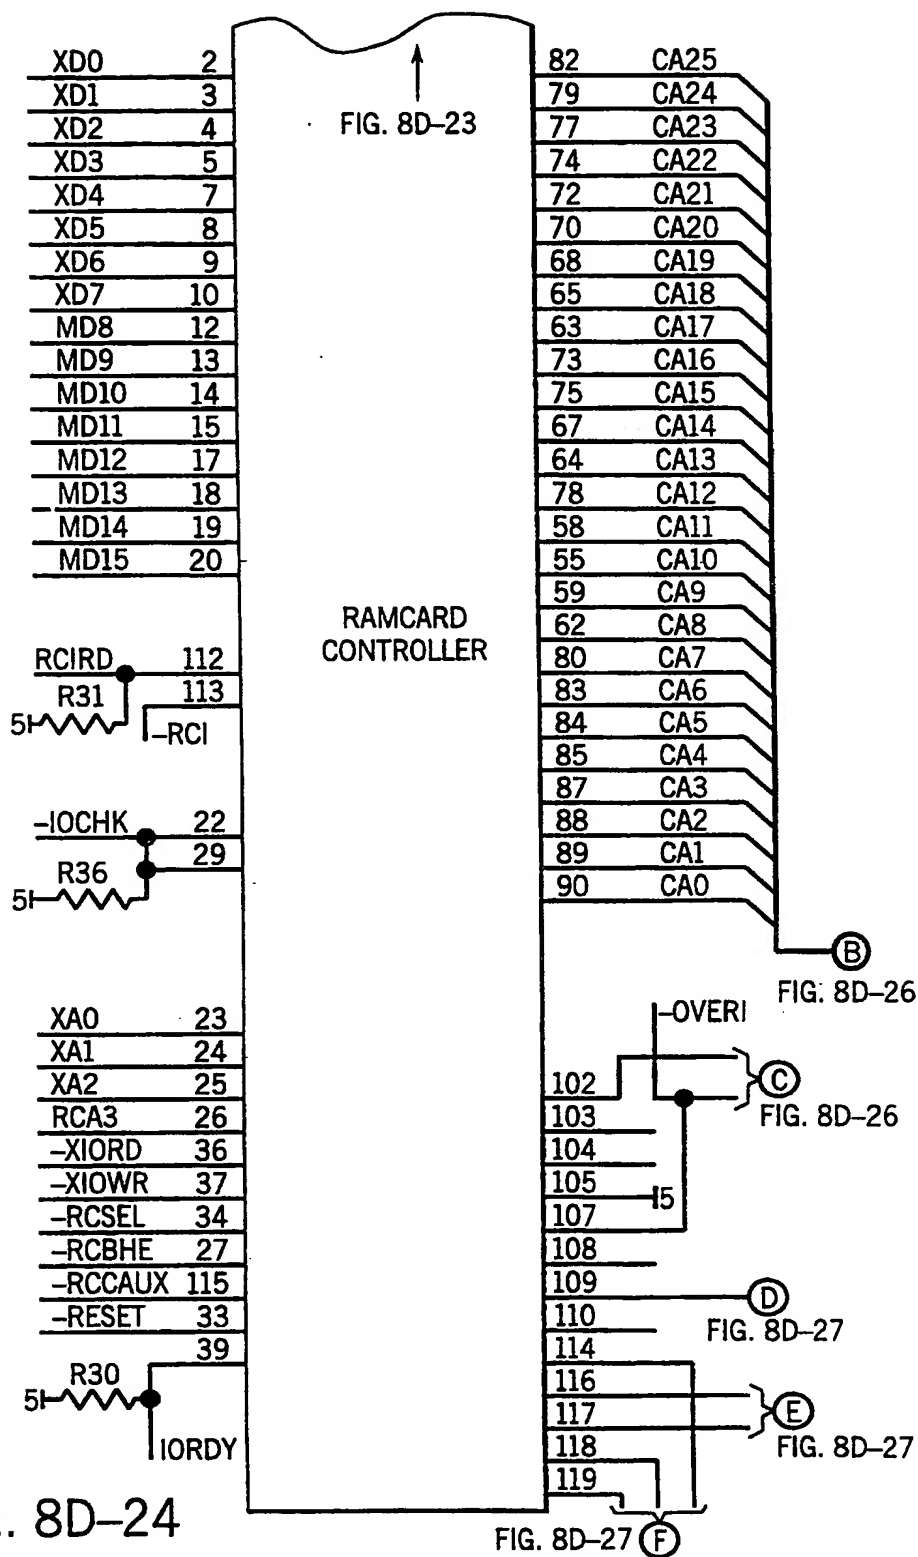 XD0 2
XD1 3
XD2 4
XD3 5
XD4 7
XD5 8
XD6 9
XD7 10
MD8 12
MD9 13
MD10 14
MD11 15
MD12 17
MD13 18
MD14 19
MD15 20
RCIRD 112
R31 113
5
-RCI
-IOCHK 22
29
R36
5
XA0 23
XA1 24
XA2 25
RCA3 26
-XIORD 36
-XIOWR 37
-RCSEL 34
-RCBHE 27
-RCCAUX 115
-RESET 33
39
R30
5
IORDY
FIG. 8D-23
RAMCARD
CONTROLLER
82 CA25
79 CA24
77 CA23
74 CA22
72 CA21
70 CA20
68 CA19
65 CA18
63 CA17
73 CA16
75 CA15
67 CA14
64 CA13
78 CA12
58 CA11
55 CA10
59 CA9
62 CA8
80 CA7
83 CA6
84 CA5
85 CA4
87 CA3
88 CA2
89 CA1
90 CA0
B
FIG. 8D-26
-OVERI
102
C
FIG. 8D-26
103
104
105 5
107
108
109 D
FIG. 8D-27
110
114
116
E
117
FIG. 8D-27
118
119
FIG. 8D-27 F
. 8D-24